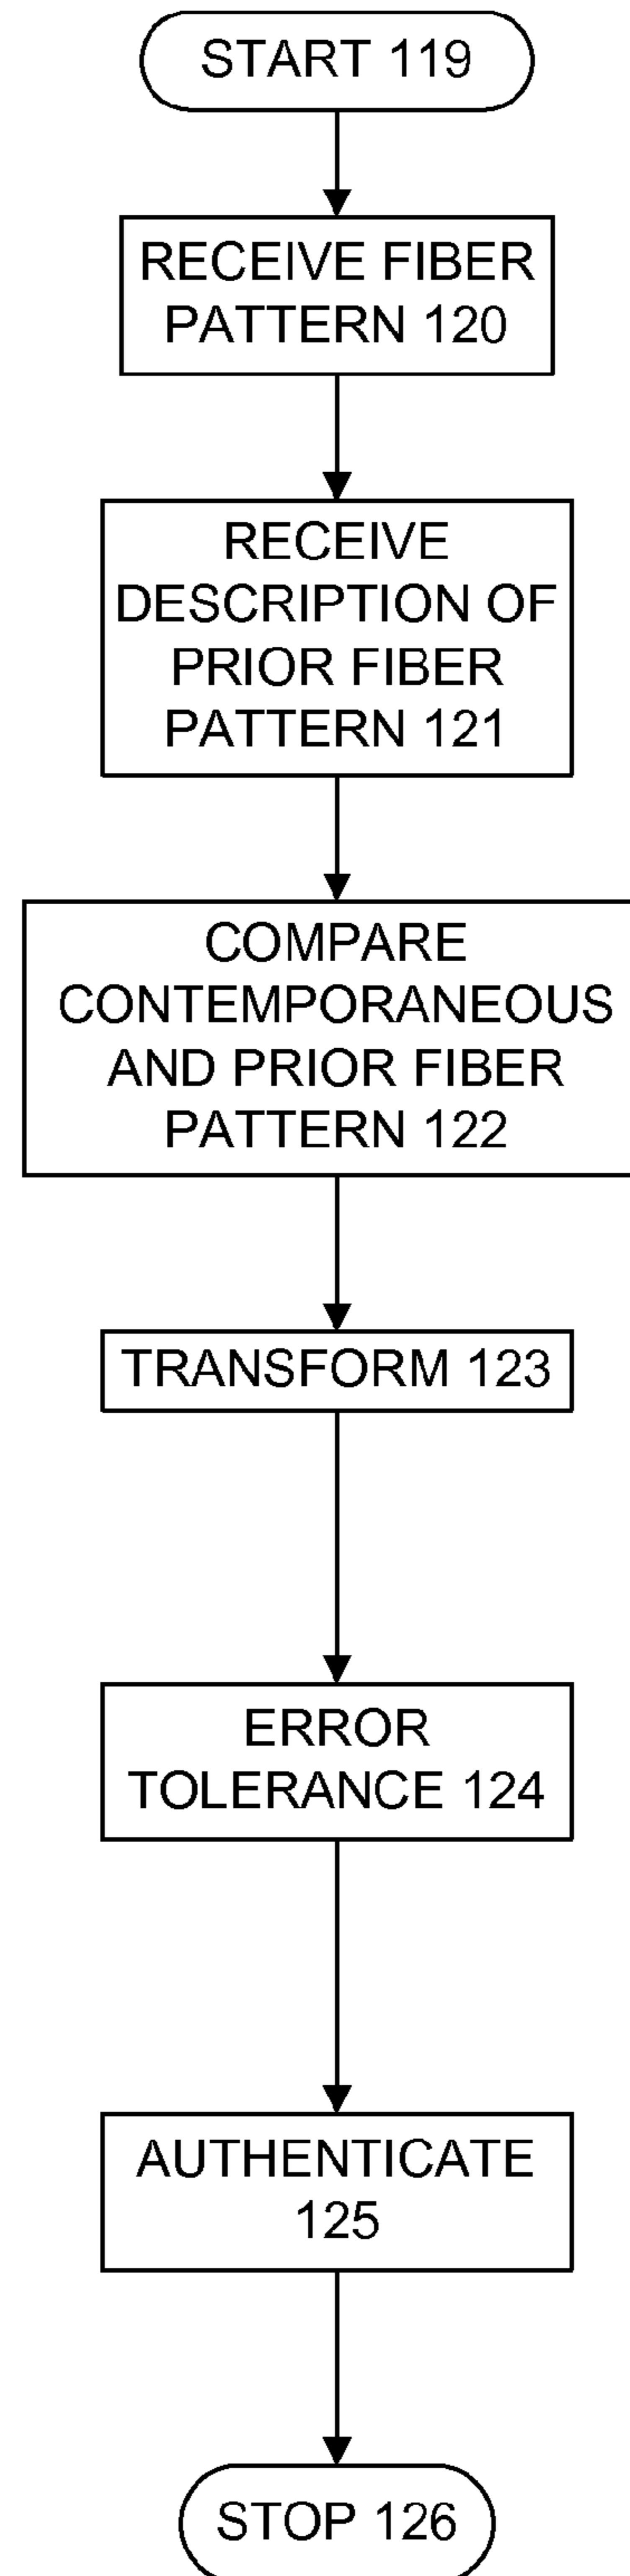 START 119
RECEIVE FIBER
PATTERN 120
RECEIVE
DESCRIPTION OF
PRIOR FIBER
PATTERN 121
COMPARE
CONTEMPORANEOUS
AND PRIOR FIBER
PATTERN 122
TRANSFORM 123
ERROR
TOLERANCE 124
AUTHENTICATE
125
STOP 126